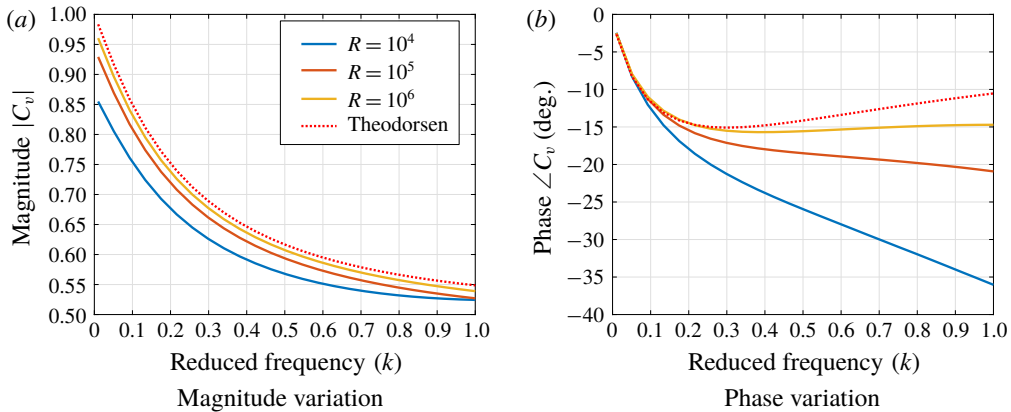 (a)
1.00
0.95
0.90
0.85
0.80
0.75
0.70
0.65
0.60
0.55
0.50
Magnitude |C_v|
R = 10^4
R = 10^5
R = 10^6
Theodorsen
0 0.1 0.2 0.3 0.4 0.5 0.6 0.7 0.8 0.9 1.0
Reduced frequency (k)
Magnitude variation
(b)
0
−5
−10
−15
−20
−25
−30
−35
−40
Phase ∠C_v (deg.)
0 0.1 0.2 0.3 0.4 0.5 0.6 0.7 0.8 0.9 1.0
Reduced frequency (k)
Phase variation